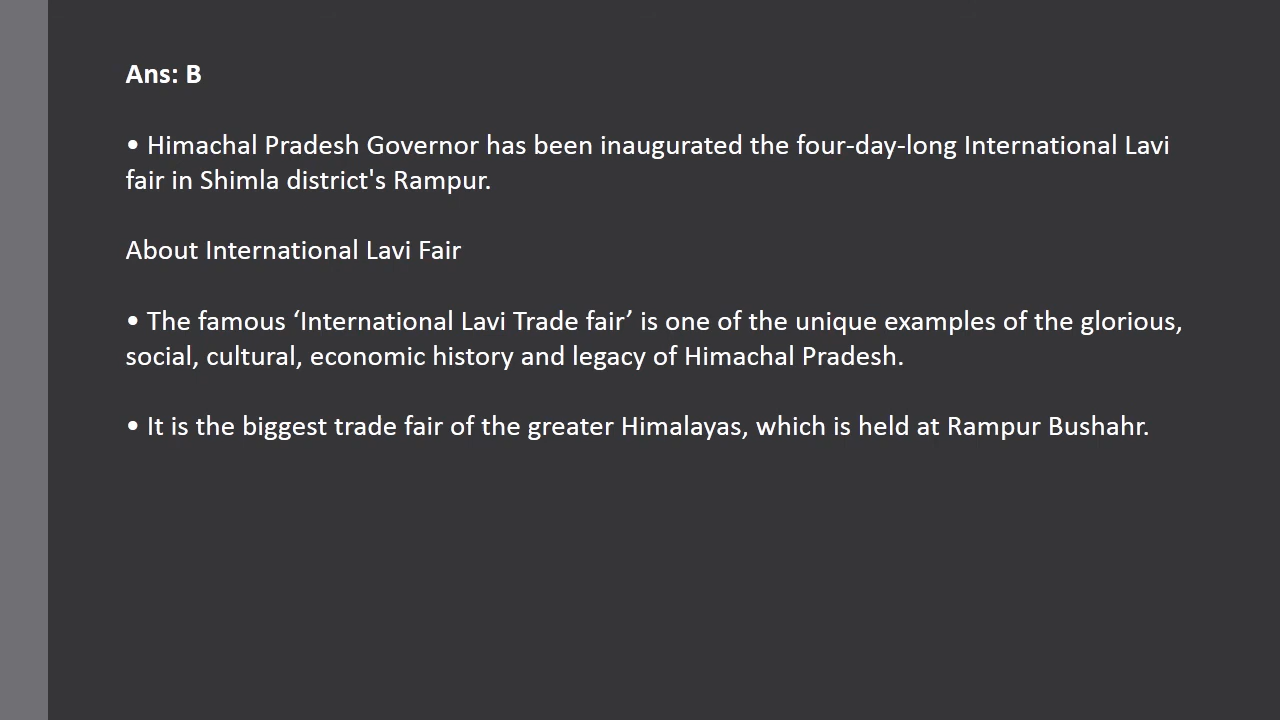 Ans: B
• Himachal Pradesh Governor has been inaugurated the four-day-long International Lavi
fair in Shimla district's Rampur.
About International Lavi Fair
• The famous ‘International Lavi Trade fair’ is one of the unique examples of the glorious,
social, cultural, economic history and legacy of Himachal Pradesh.
• It is the biggest trade fair of the greater Himalayas, which is held at Rampur Bushahr.